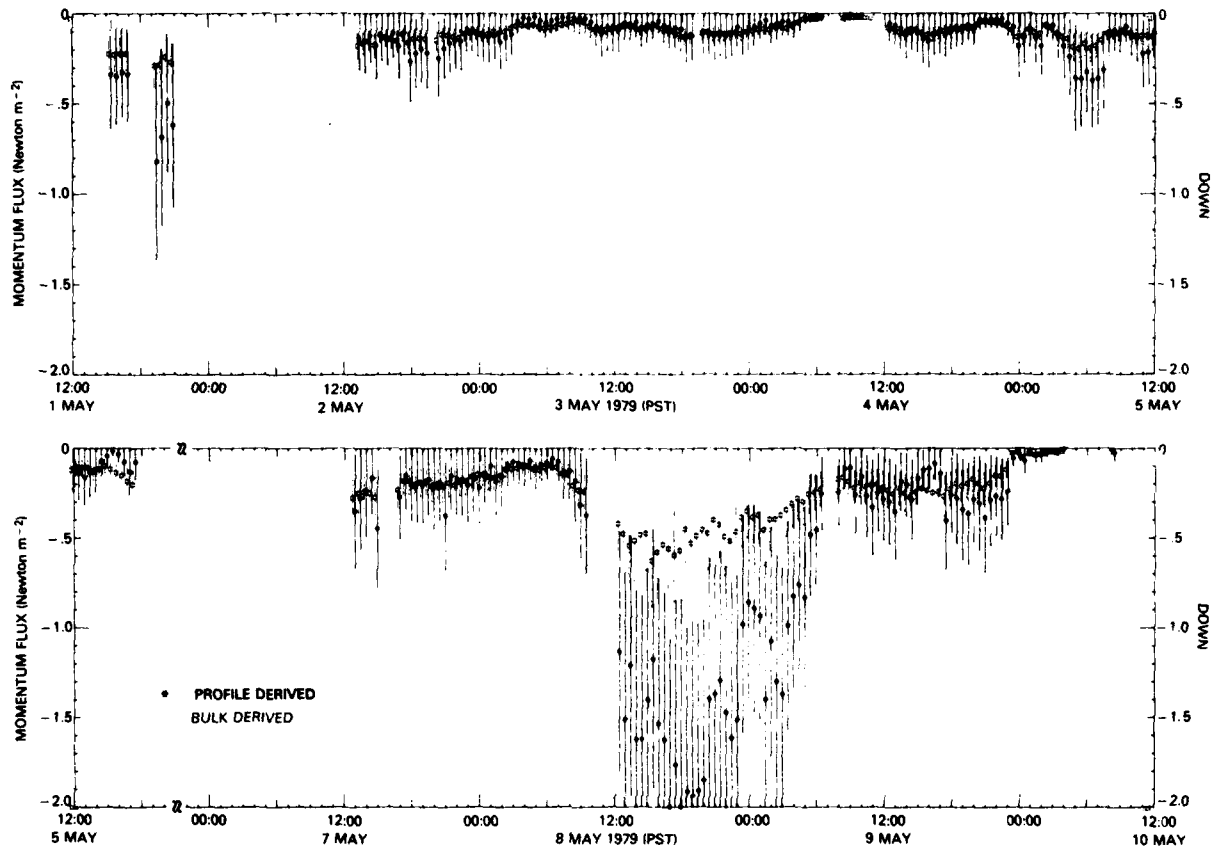 MOMENTUM FLUX (Newton m⁻²)
0
-.5
-1.0
-1.5
-2.0
0
-.5
-1.0
-1.5
-2.0
DOWN
12:00 00:00 12:00 00:00 12:00 00:00 12:00 00:00 12:00
1 MAY 2 MAY 3 MAY 1979 (PST) 4 MAY 5 MAY
MOMENTUM FLUX (Newton m⁻²)
0
-.5
-1.0
-1.5
-2.0
PROFILE DERIVED
BULK DERIVED
0
-.5
-1.0
-1.5
-2.0
DOWN
12:00 00:00 12:00 00:00 12:00 00:00 12:00 00:00 12:00
5 MAY 7 MAY 8 MAY 1979 (PST) 9 MAY 10 MAY